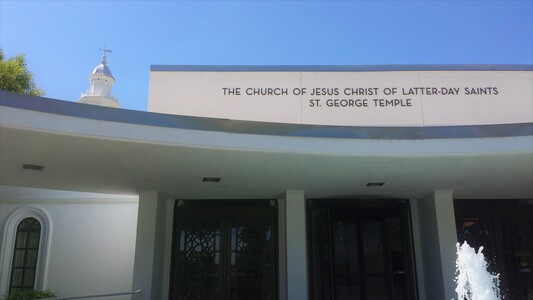 THE CHURCH OF JESUS CHRIST OF LATTER-DAY SAINTS
ST. GEORGE TEMPLE